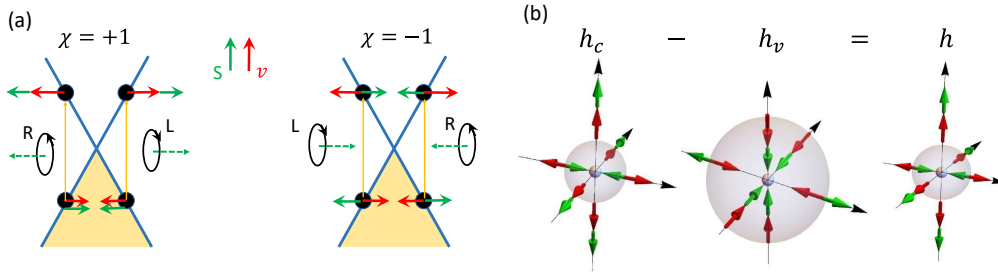 (a)
χ = +1
S
v
χ = −1
R
L
L
R
(b)
h_c − h_v = h